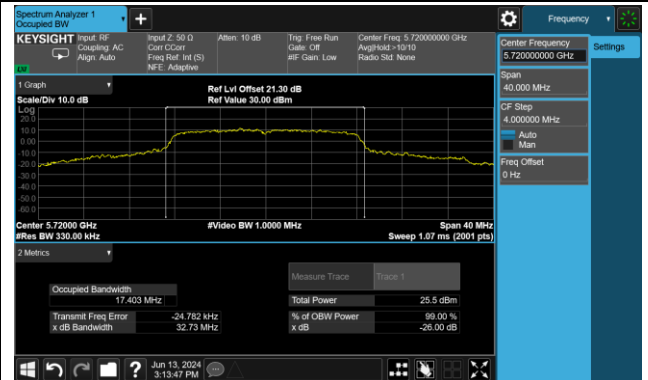 Spectrum Analyzer 1
Occupied BW
+
Frequency
KEYSIGHT
Input: RF
Coupling: AC
Align: Auto
Input Z: 50 Ω
Corr CCorr
Freq Ref: Int (S)
NFE: Adaptive
Atten: 10 dB
Trig: Free Run
Gate: Off
#IF Gain: Low
Center Freq: 5.720000000 GHz
Avg|Hold:>10/10
Radio Std: None
Center Frequency
5.720000000 GHz
Settings
Span
40.000 MHz
CF Step
4.000000 MHz
Auto
Man
Freq Offset
0 Hz
1 Graph
Scale/Div 10.0 dB
Ref Lvl Offset 21.30 dB
Ref Value 30.00 dBm
Log
20.0
10.0
0.00
-10.0
-20.0
-30.0
-40.0
-50.0
-60.0
Center 5.72000 GHz
#Res BW 330.00 kHz
#Video BW 1.0000 MHz
Span 40 MHz
Sweep 1.07 ms (2001 pts)
2 Metrics
Measure Trace
Trace 1
Occupied Bandwidth
17.403 MHz
Total Power
25.5 dBm
Transmit Freq Error
-24.782 kHz
% of OBW Power
99.00 %
x dB Bandwidth
32.73 MHz
x dB
-26.00 dB
?
Jun 13, 2024
3:13:47 PM